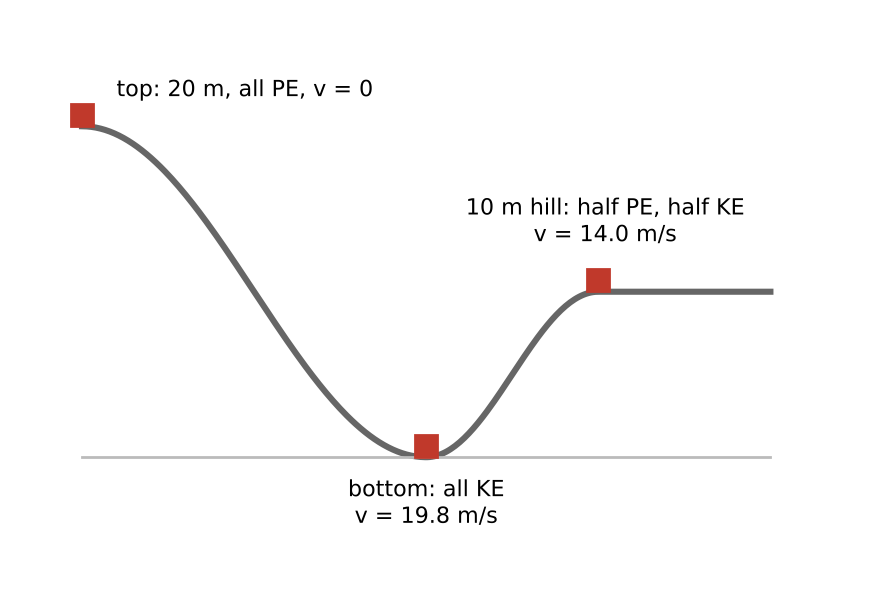 top: 20 m, all PE, v = 0
10 m hill: half PE, half KE
v = 14.0 m/s
bottom: all KE
v = 19.8 m/s